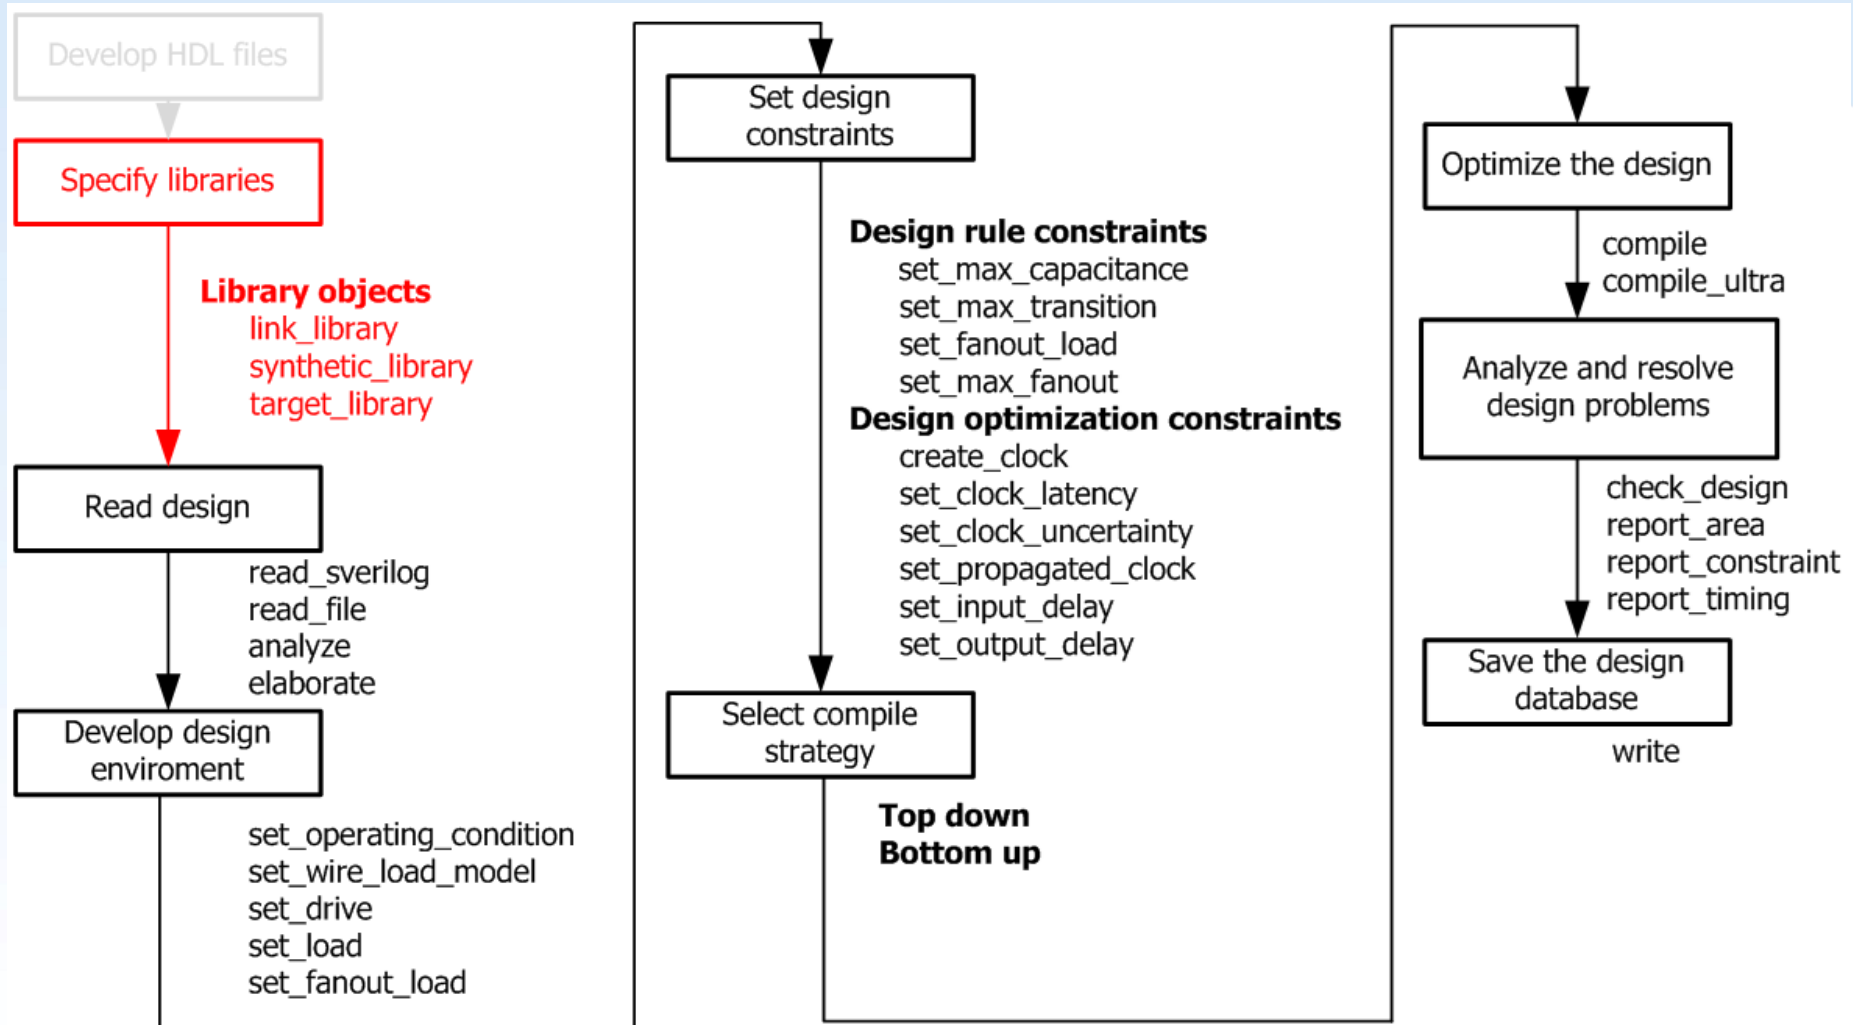 Develop HDL files
Specify libraries
Library objects
link_library
synthetic_library
target_library
Read design
read_sverilog
read_file
analyze
elaborate
Develop design
enviroment
set_operating_condition
set_wire_load_model
set_drive
set_load
set_fanout_load
Set design
constraints
Design rule constraints
set_max_capacitance
set_max_transition
set_fanout_load
set_max_fanout
Design optimization constraints
create_clock
set_clock_latency
set_clock_uncertainty
set_propagated_clock
set_input_delay
set_output_delay
Select compile
strategy
Top down
Bottom up
Optimize the design
compile
compile_ultra
Analyze and resolve
design problems
check_design
report_area
report_constraint
report_timing
Save the design
database
write